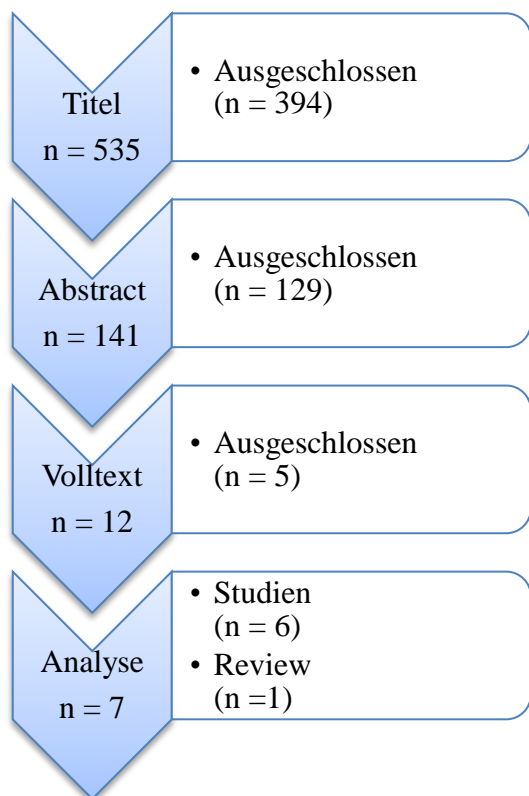 Titel
n = 535
• Ausgeschlossen
(n = 394)
Abstract
n = 141
• Ausgeschlossen
(n = 129)
Volltext
n = 12
• Ausgeschlossen
(n = 5)
Analyse
n = 7
• Studien
(n = 6)
• Review
(n =1)